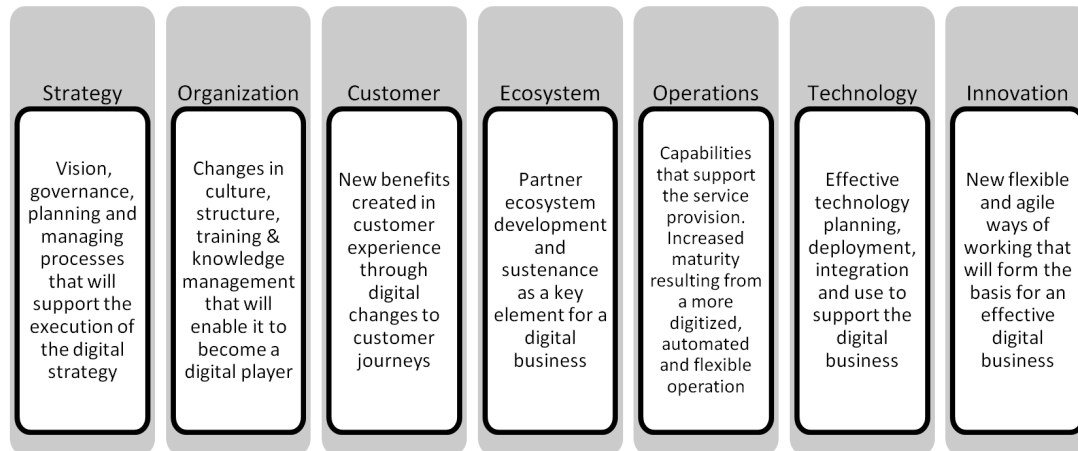 Strategy
Vision,
governance,
planning and
managing
processes
that will
support the
execution of
the digital
strategy
Organization
Changes in
culture,
structure,
training &
knowledge
management
that will
enable it to
become a
digital player
Customer
New benefits
created in
customer
experience
through
digital
changes to
customer
journeys
Ecosystem
Partner
ecosystem
development
and
sustenance
as a key
element for a
digital
business
Operations
Capabilities
that support
the service
provision.
Increased
maturity
resulting from
a more
digitized,
automated
and flexible
operation
Technology
Effective
technology
planning,
deployment,
integration
and use to
support the
digital
business
Innovation
New flexible
and agile
ways of
working that
will form the
basis for an
effective
digital
business